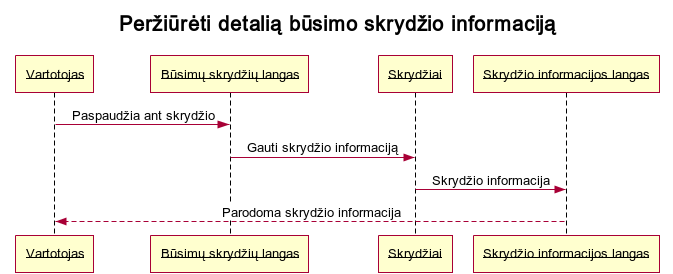 Peržiūrėti detalią būsimo skrydžio informaciją
Vartotojas
Būsimų skrydžių langas
Skrydžiai
Skrydžio informacijos langas
Paspaudžia ant skrydžio
Gauti skrydžio informaciją
Skrydžio informacija
Parodoma skrydžio informacija
Vartotojas
Būsimų skrydžių langas
Skrydžiai
Skrydžio informacijos langas